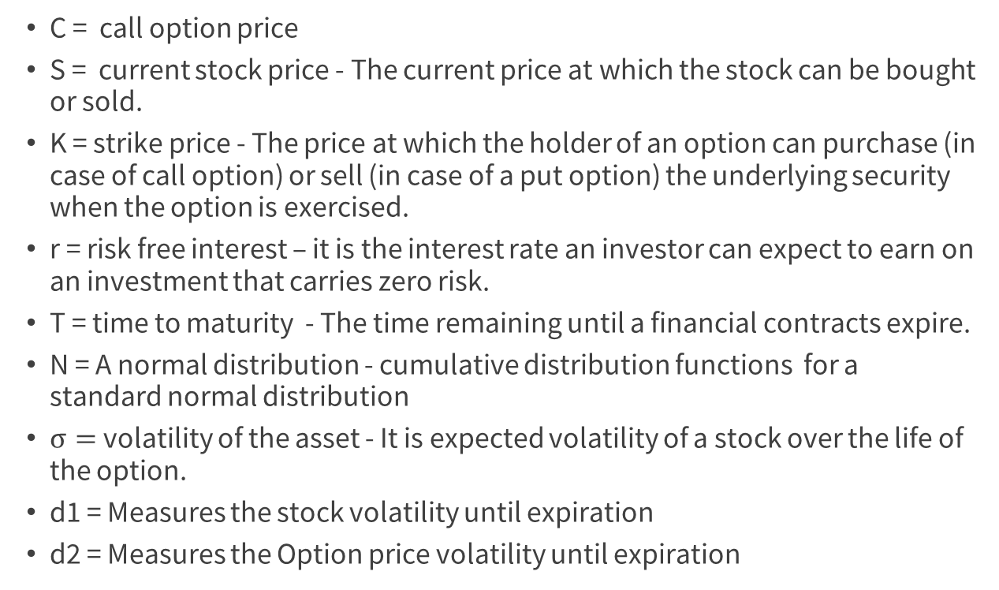 • C = call option price
• S = current stock price - The current price at which the stock can be bought
or sold.
• K = strike price - The price at which the holder of an option can purchase (in
case of call option) or sell (in case of a put option) the underlying security
when the option is exercised.
• r = risk free interest – it is the interest rate an investor can expect to earn on
an investment that carries zero risk.
• T = time to maturity - The time remaining until a financial contracts expire.
• N = A normal distribution - cumulative distribution functions for a
standard normal distribution
• σ = volatility of the asset - It is expected volatility of a stock over the life of
the option.
• d1 = Measures the stock volatility until expiration
• d2 = Measures the Option price volatility until expiration